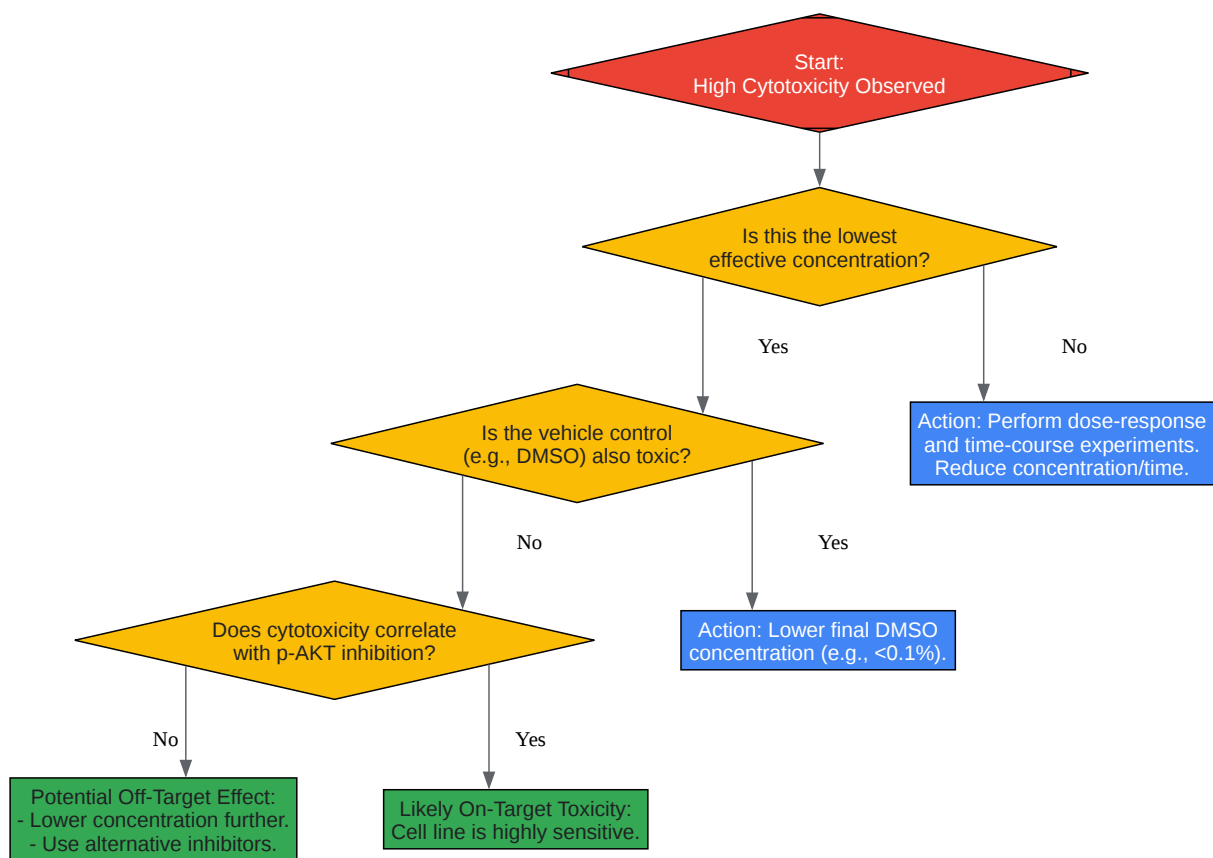 Start:
High Cytotoxicity Observed
Is this the lowest
effective concentration?
Yes
No
Action: Perform dose-response
and time-course experiments.
Reduce concentration/time.
Is the vehicle control
(e.g., DMSO) also toxic?
No
Yes
Action: Lower final DMSO
concentration (e.g., <0.1%).
Does cytotoxicity correlate
with p-AKT inhibition?
No
Yes
Potential Off-Target Effect:
- Lower concentration further.
- Use alternative inhibitors.
Likely On-Target Toxicity:
Cell line is highly sensitive.